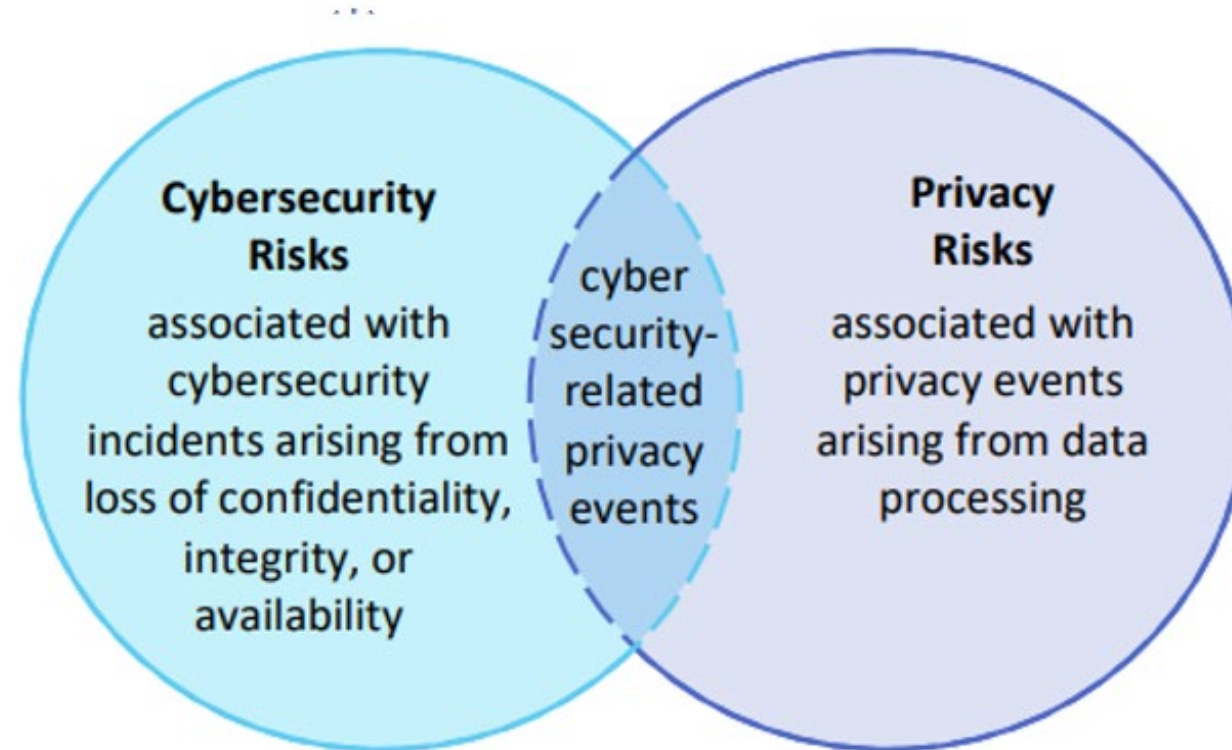 Cybersecurity
Risks
associated with
cybersecurity
incidents arising from
loss of confidentiality,
integrity, or
availability
cyber
security-
related
privacy
events
Privacy
Risks
associated with
privacy events
arising from data
processing